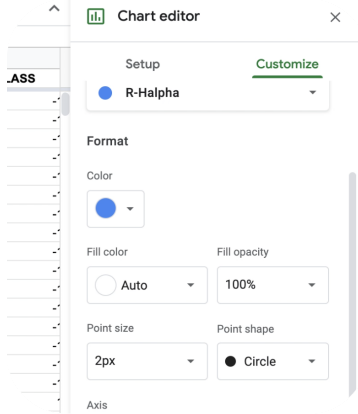 Chart editor
Setup Customize
LASS
R-Halpha
Format
Color
Fill color Fill opacity
Auto 100%
Point size Point shape
2px Circle
Axis